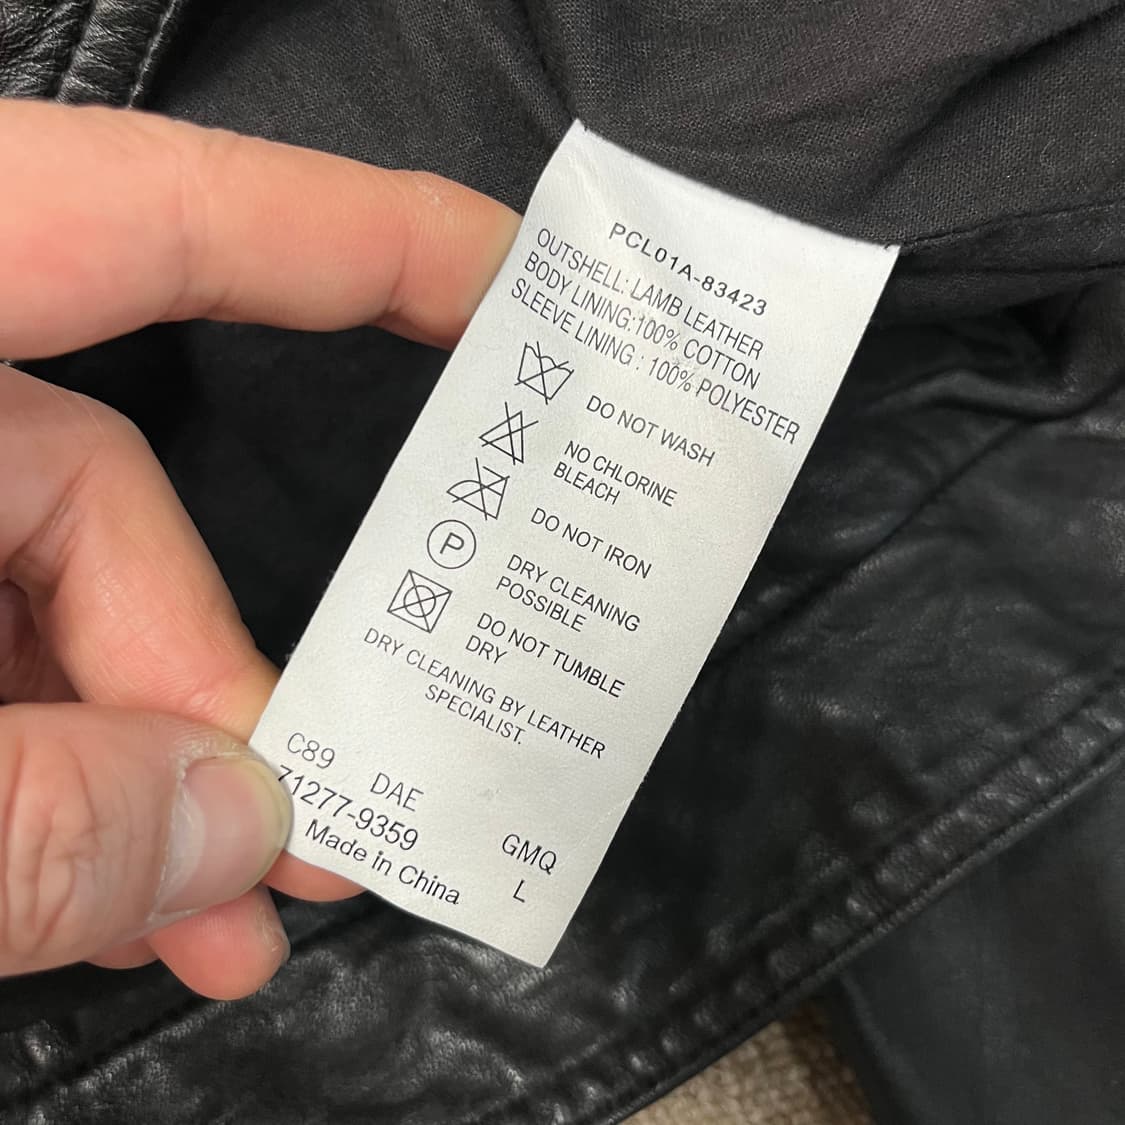 PCL01A-83423
OUTSHELL: LAMB LEATHER
BODY LINING:100% COTTON
SLEEVE LINING : 100% POLYESTER
DO NOT WASH
NO CHLORINE
BLEACH
DO NOT IRON
P
DRY CLEANING
POSSIBLE
DO NOT TUMBLE
DRY
DRY CLEANING BY LEATHER
SPECIALIST.
C89 DAE
71277-9359
GMQ
Made in China
L